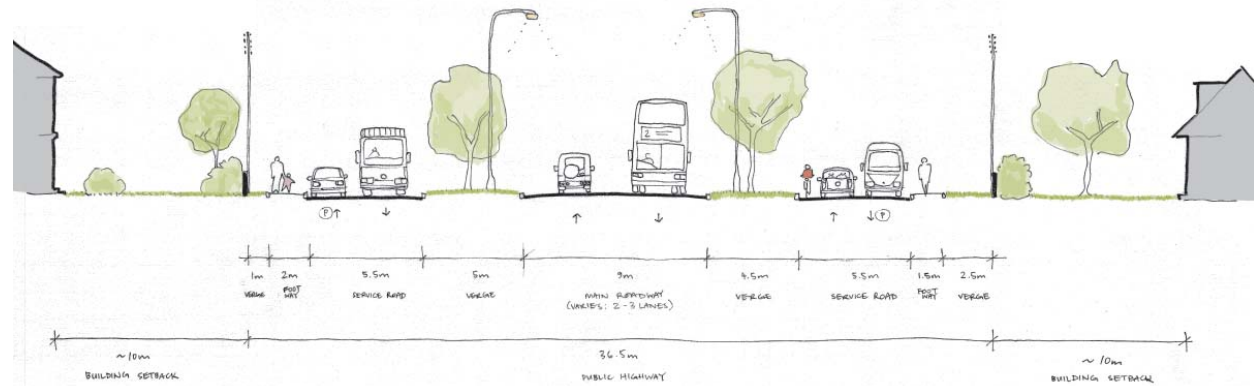 2
P
P
1m
2m
5.5m
5m
9m
4.5m
5.5m
1.5m
2.5m
VERGE
FOOT
WAY
SERVICE ROAD
VERGE
MAIN ROADWAY
(VARIES: 2-3 LANES)
VERGE
SERVICE ROAD
FOOT
WAY
VERGE
~10m
36.5m
~10m
BUILDING SETBACK
PUBLIC HIGHWAY
BUILDING SETBACK